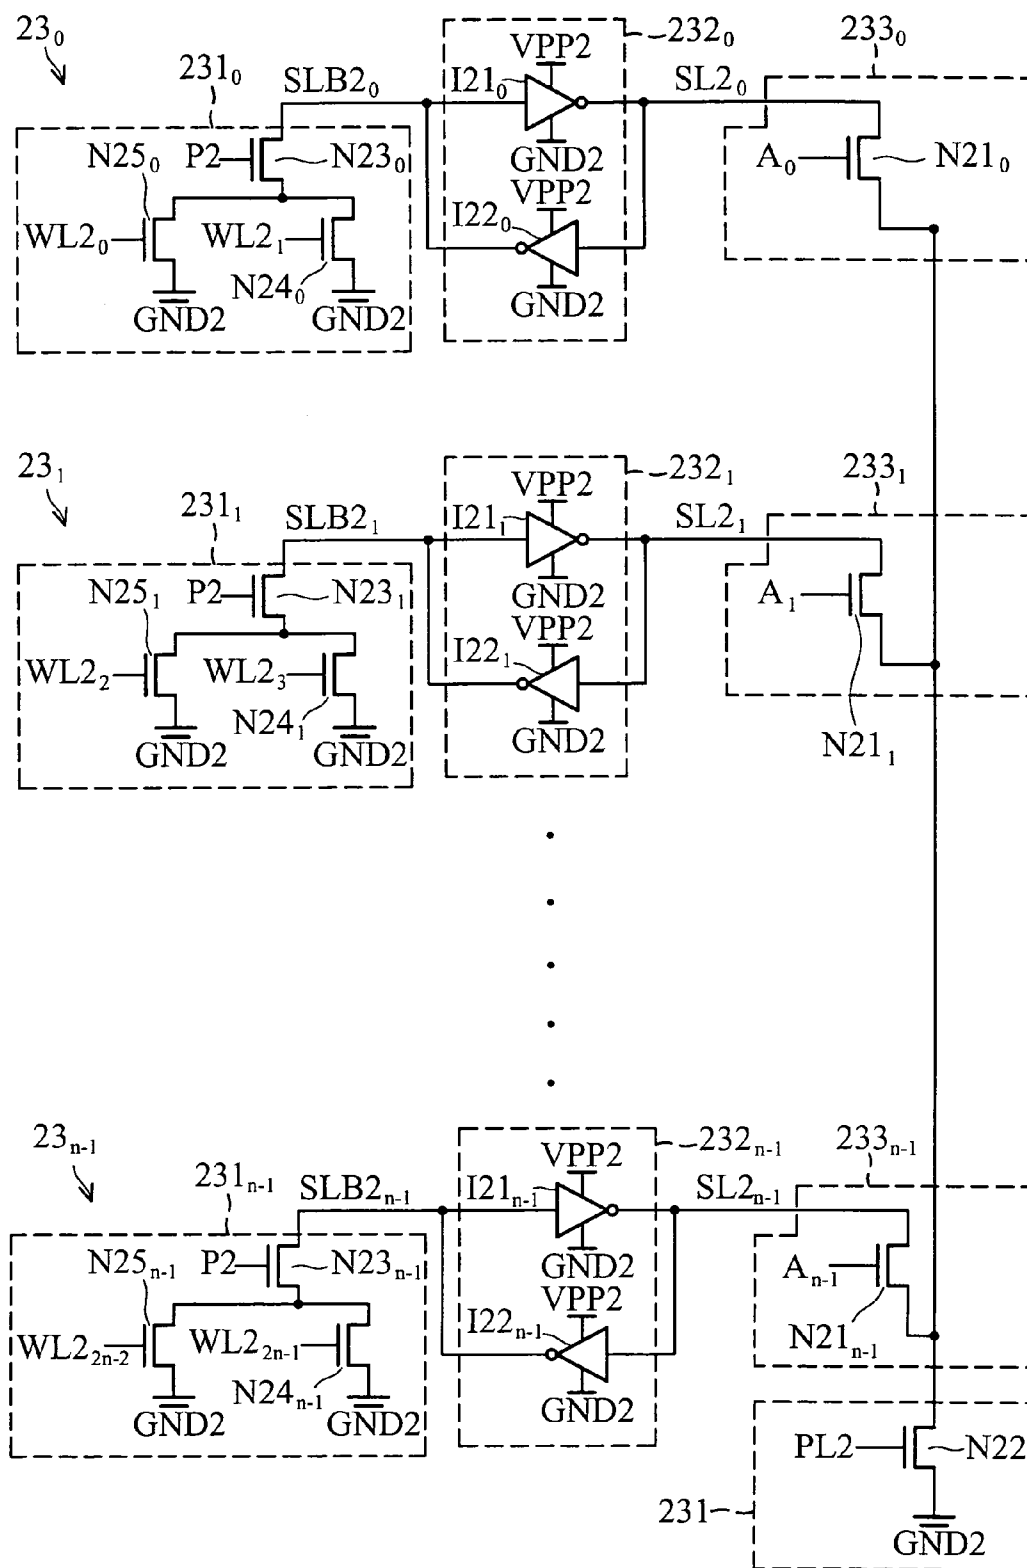 23₀
231₀
SLB2₀
I21₀
VPP2
232₀
SL2₀
233₀
N25₀
P2
N23₀
GND2
A₀
N21₀
WL2₀
WL2₁
N24₀
I22₀
VPP2
GND2
GND2
GND2
23₁
231₁
SLB2₁
I21₁
VPP2
232₁
SL2₁
233₁
N25₁
P2
N23₁
GND2
A₁
N21₁
WL2₂
WL2₃
N24₁
I22₁
VPP2
GND2
GND2
GND2
23ₙ₋₁
231ₙ₋₁
SLB2ₙ₋₁
I21ₙ₋₁
VPP2
232ₙ₋₁
SL2ₙ₋₁
233ₙ₋₁
N25ₙ₋₁
P2
N23ₙ₋₁
GND2
Aₙ₋₁
N21ₙ₋₁
WL2₂ₙ₋₂
WL2₂ₙ₋₁
N24ₙ₋₁
I22ₙ₋₁
VPP2
GND2
GND2
GND2
PL2
N22
231
GND2